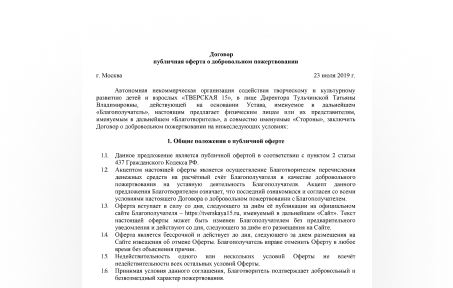 Договор
публичная оферта о добровольном пожертвовании
г. Москва 23 июля 2019 г.
Автономная некоммерческая организация содействия творческому и культурному
развитию детей и взрослых «ТВЕРСКАЯ 15», в лице Директора Тульчинской Татьяны
Владимировны, действующей на основании Устава, именуемое в дальнейшем
«Благополучатель», настоящим предлагает физическим лицам или их представителям,
именуемым в дальнейшем «Благотворитель», а совместно именуемые «Стороны», заключить
Договор о добровольном пожертвовании на нижеследующих условиях:
1. Общие положения о публичной оферте
1.1. Данное предложение является публичной офертой в соответствии с пунктом 2 статьи
437 Гражданского Кодекса РФ.
1.2. Акцептом настоящей оферты является осуществление Благотворителем перечисления
денежных средств на расчётный счёт Благополучателя в качестве добровольного
пожертвования на уставную деятельность Благополучателя. Акцепт данного
предложения Благотворителем означает, что последний ознакомился и согласен со всеми
условиями настоящего Договора о добровольном пожертвовании с Благополучателем.
1.3. Оферта вступает в силу со дня, следующего за днём её публикации на официальном
сайте Благополучателя – https://tverskaya15.ru, именуемый в дальнейшем «Сайт». Текст
настоящей оферты может быть изменен Благополучателем без предварительного
уведомления и действует со дня, следующего за днём его размещения на Сайте.
1.4. Оферта является бессрочной и действует до дня, следующего за днем размещения на
Сайте извещения об отмене Оферты. Благополучатель вправе отменить Оферту в любое
время без объяснения причин.
1.5. Недействительность одного или нескольких условий Оферты не влечёт
недействительности всех остальных условий Оферты.
1.6. Принимая условия данного соглашения, Благотворитель подтверждает добровольный и
безвозмездный характер пожертвования.